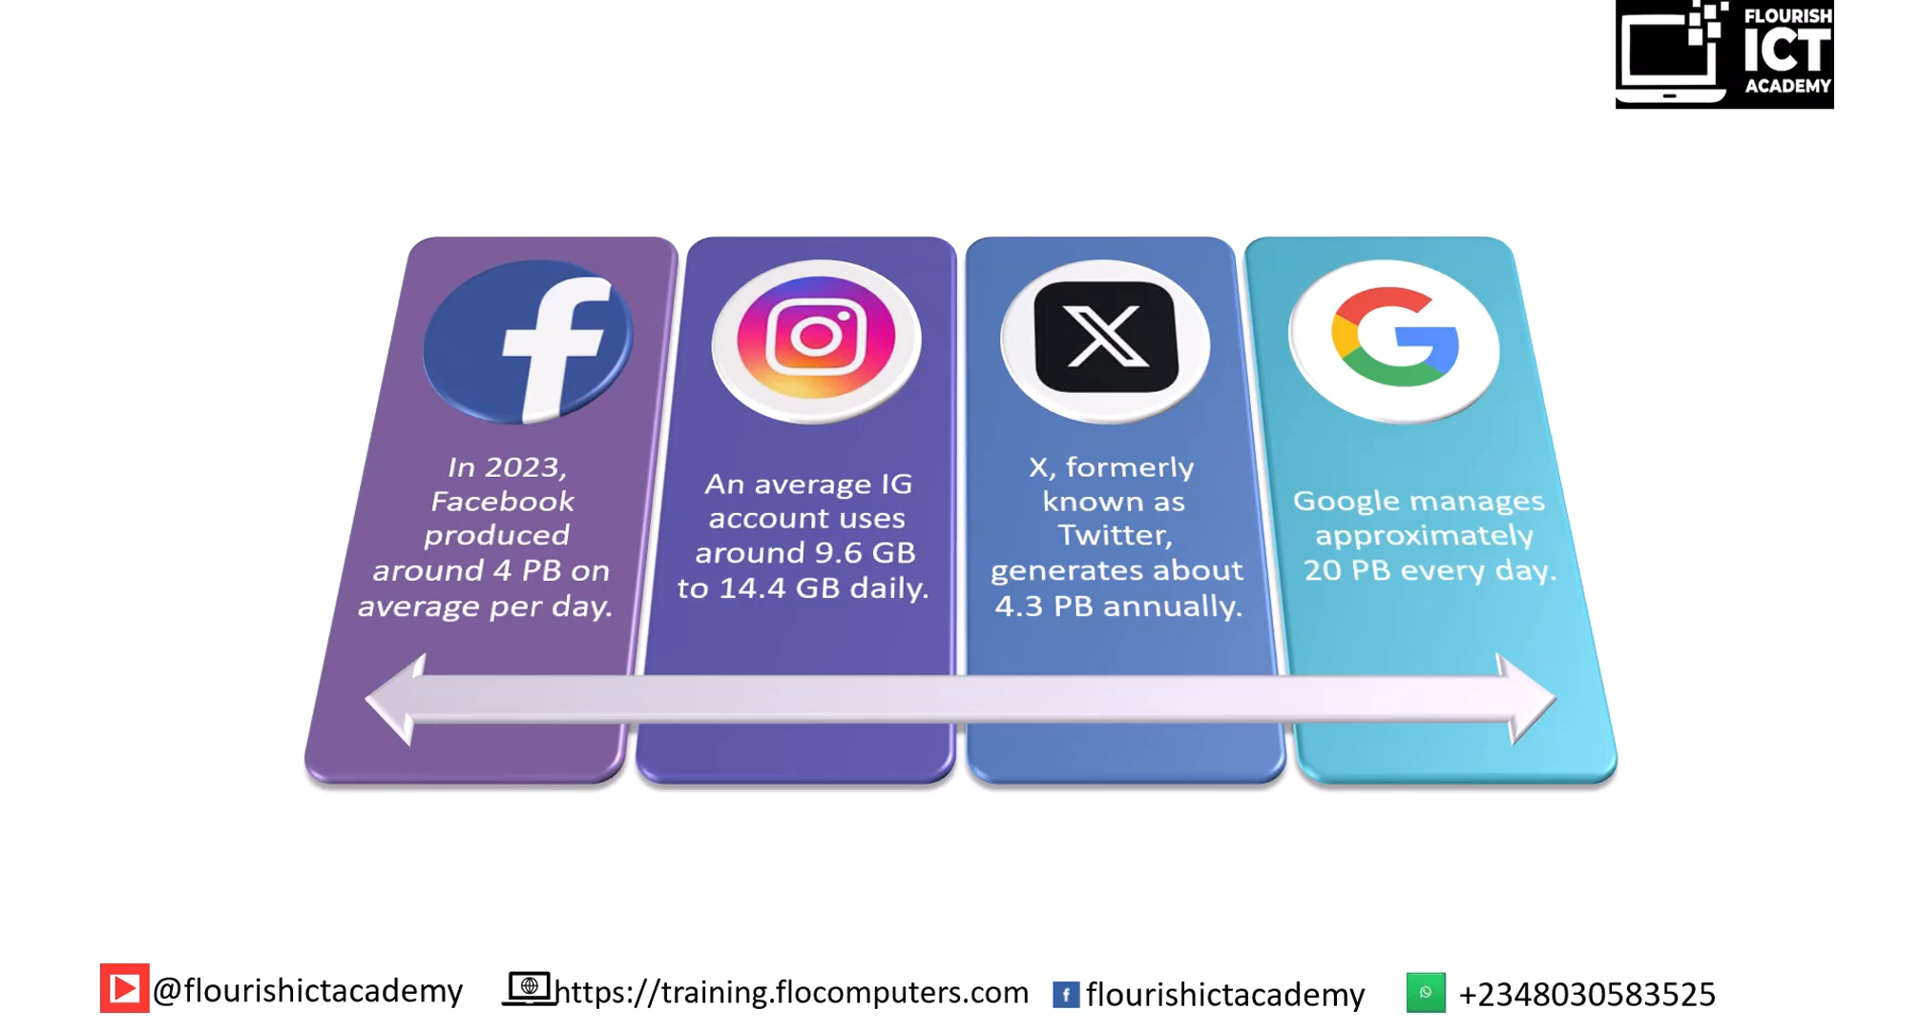 FLOURISH
ICT
ACADEMY
In 2023,
Facebook
produced
around 4 PB on
average per day.
An average IG
account uses
around 9.6 GB
to 14.4 GB daily.
X, formerly
known as
Twitter,
generates about
4.3 PB annually.
Google manages
approximately
20 PB every day.
@flourishictacademy
https://training.flocomputers.com
flourishictacademy
+2348030583525